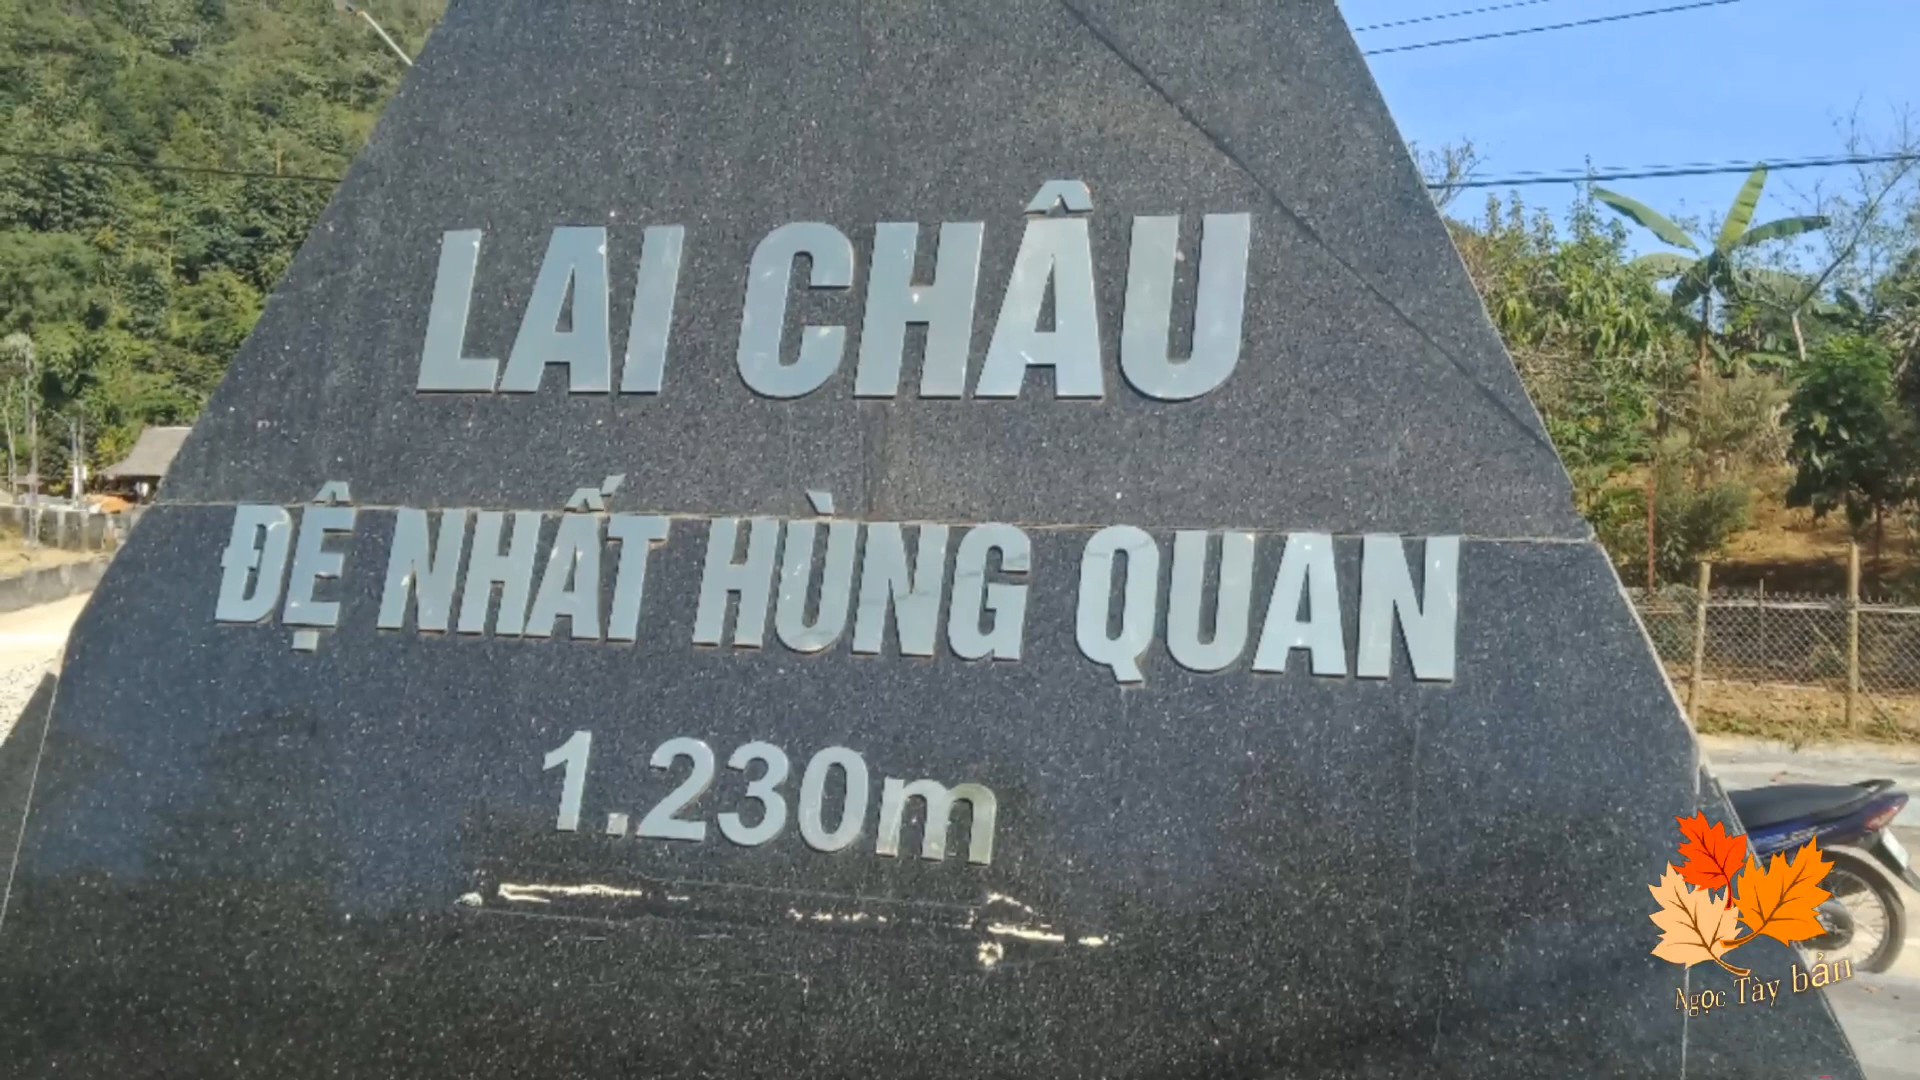 LAI CHÂU
ĐỆ NHẤT HÙNG QUAN
1.230m
Ngọc Tày bản